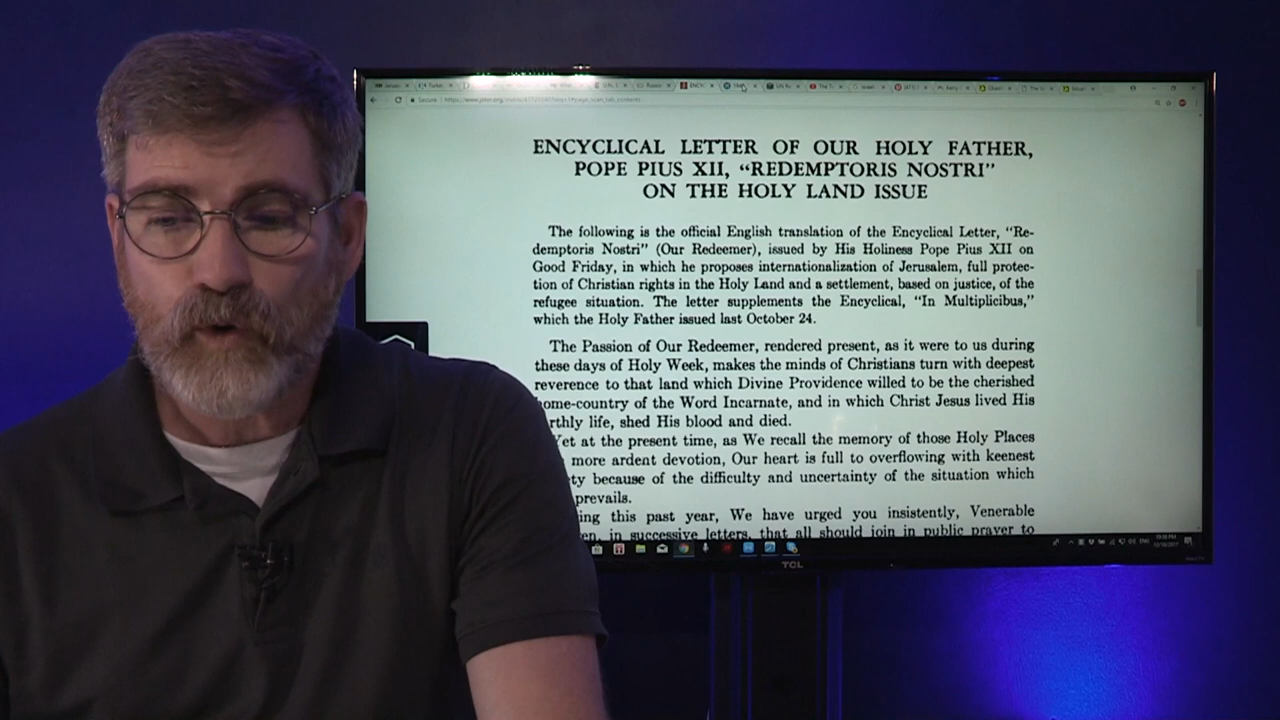 Secure
ENCYCLICAL LETTER OF OUR HOLY FATHER,
POPE PIUS XII, “REDEMPTORIS NOSTRI”
ON THE HOLY LAND ISSUE
The following is the official English translation of the Encyclical Letter, “Re-
demptoris Nostri” (Our Redeemer), issued by His Holiness Pope Pius XII on
Good Friday, in which he proposes internationalization of Jerusalem, full protec-
tion of Christian rights in the Holy Land and a settlement, based on justice, of the
refugee situation. The letter supplements the Encyclical, “In Multiplicibus,”
which the Holy Father issued last October 24.
The Passion of Our Redeemer, rendered present, as it were to us during
these days of Holy Week, makes the minds of Christians turn with deepest
reverence to that land which Divine Providence willed to be the cherished
home-country of the Word Incarnate, and in which Christ Jesus lived His
rthly life, shed His blood and died.
Yet at the present time, as We recall the memory of those Holy Places
more ardent devotion, Our heart is full to overflowing with keenest
ty because of the difficulty and uncertainty of the situation which
prevails.
ing this past year, We have urged you insistently, Venerable
en, in successive letters, that all should join in public prayer to
TCL